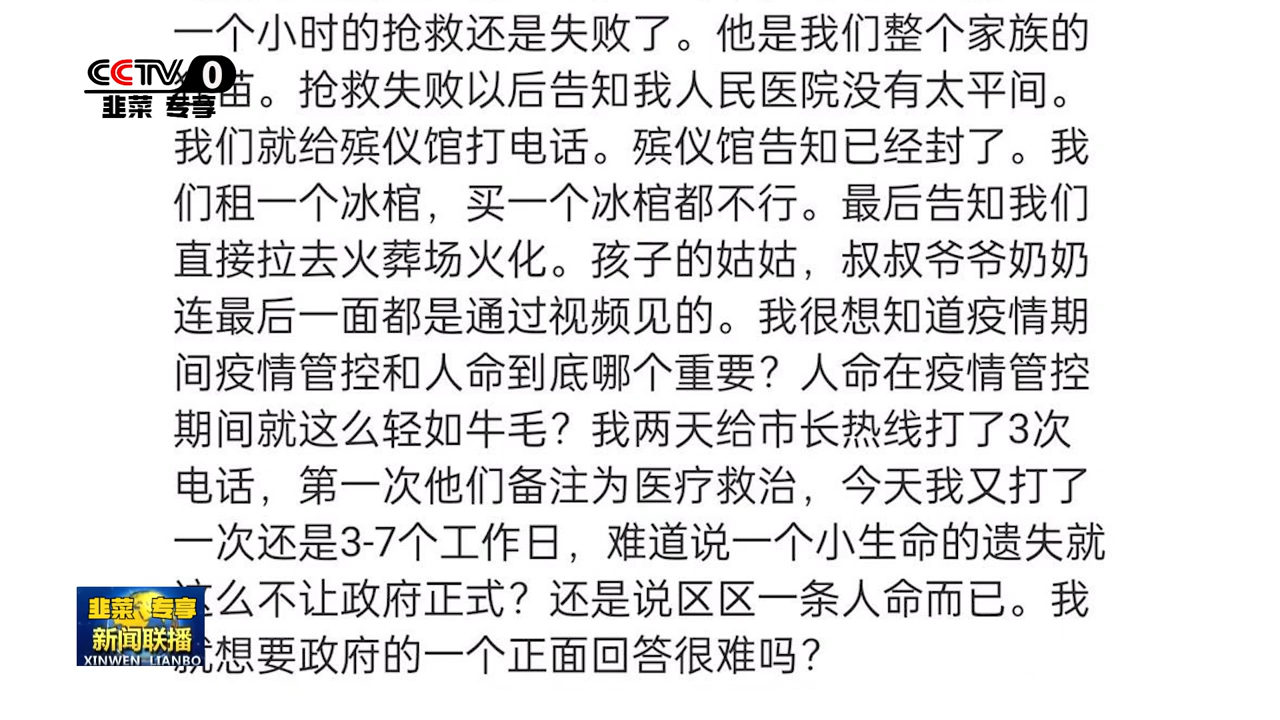 一个小时的抢救还是失败了。他是我们整个家族的
CCTV 0
韭菜 专享
苗。抢救失败以后告知我人民医院没有太平间。
我们就给殡仪馆打电话。殡仪馆告知已经封了。我
们租一个冰棺，买一个冰棺都不行。最后告知我们
直接拉去火葬场火化。孩子的姑姑，叔叔爷爷奶奶
连最后一面都是通过视频见的。我很想知道疫情期
间疫情管控和人命到底哪个重要？人命在疫情管控
期间就这么轻如牛毛？我两天给市长热线打了3次
电话，第一次他们备注为医疗救治，今天我又打了
一次还是3-7个工作日，难道说一个小生命的遗失就
这么不让政府正式？还是说区区一条人命而已。我
就想要政府的一个正面回答很难吗？
韭菜 专享
新闻联播
XINWEN LIANBO